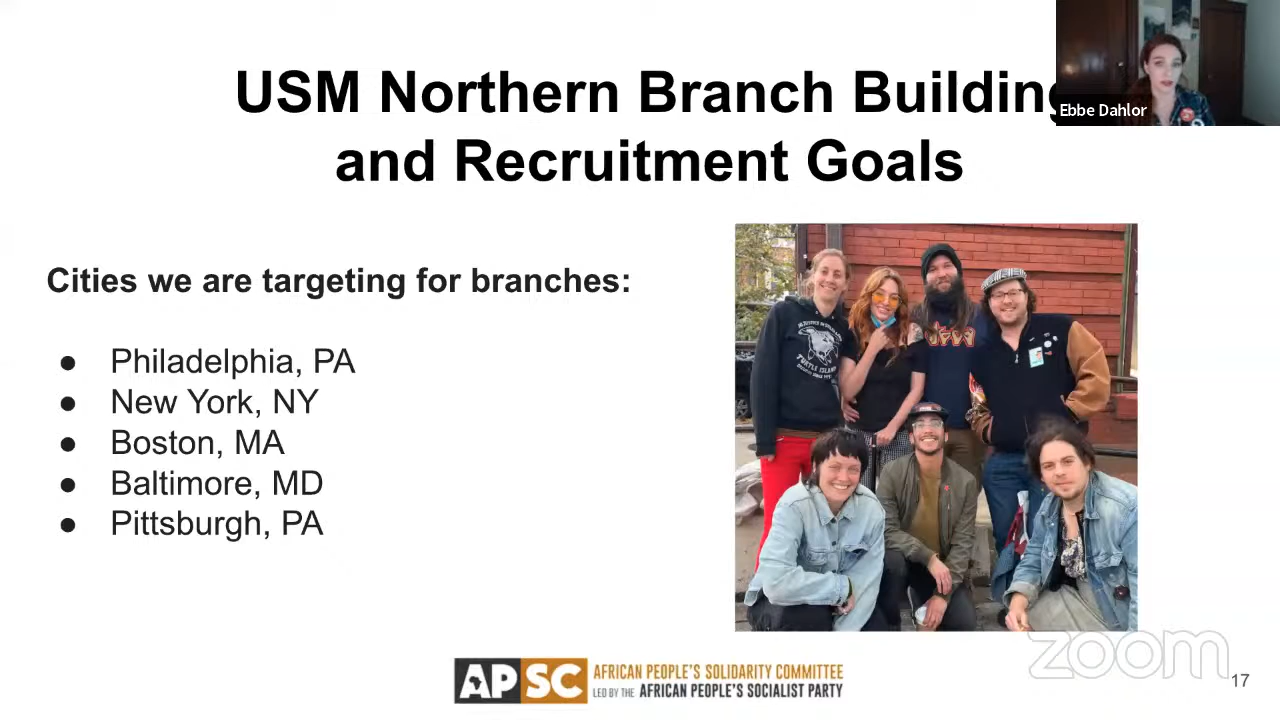 USM Northern Branch Building
and Recruitment Goals
Ebbe Dahlor
Cities we are targeting for branches:
● Philadelphia, PA
● New York, NY
● Boston, MA
● Baltimore, MD
● Pittsburgh, PA
TURTLE ISLAND
APSC
AFRICAN PEOPLE'S SOLIDARITY COMMITTEE
LED BY THE AFRICAN PEOPLE'S SOCIALIST PARTY
zoom
17